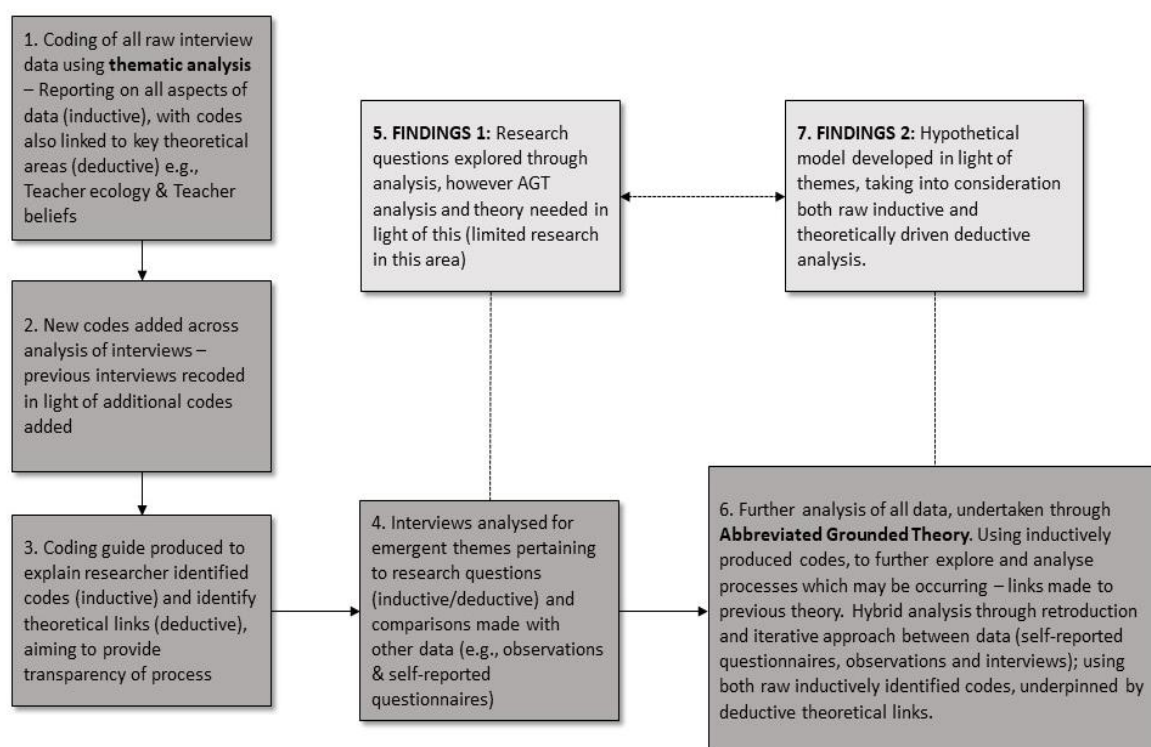 1. Coding of all raw interview
data using thematic analysis
– Reporting on all aspects of
data (inductive), with codes
also linked to key theoretical
areas (deductive) e.g.,
Teacher ecology & Teacher
beliefs
2. New codes added across
analysis of interviews –
previous interviews recoded
in light of additional codes
added
3. Coding guide produced to
explain researcher identified
codes (inductive) and identify
theoretical links (deductive),
aiming to provide
transparency of process
4. Interviews analysed for
emergent themes pertaining
to research questions
(inductive/deductive) and
comparisons made with
other data (e.g., observations
& self-reported
questionnaires)
5. FINDINGS 1: Research
questions explored through
analysis, however AGT
analysis and theory needed in
light of this (limited research
in this area)
6. Further analysis of all data, undertaken through
Abbreviated Grounded Theory. Using inductively
produced codes, to further explore and analyse
processes which may be occurring – links made to
previous theory. Hybrid analysis through retroduction
and iterative approach between data (self-reported
questionnaires, observations and interviews); using
both raw inductively identified codes, underpinned by
deductive theoretical links.
7. FINDINGS 2: Hypothetical
model developed in light of
themes, taking into consideration
both raw inductive and
theoretically driven deductive
analysis.